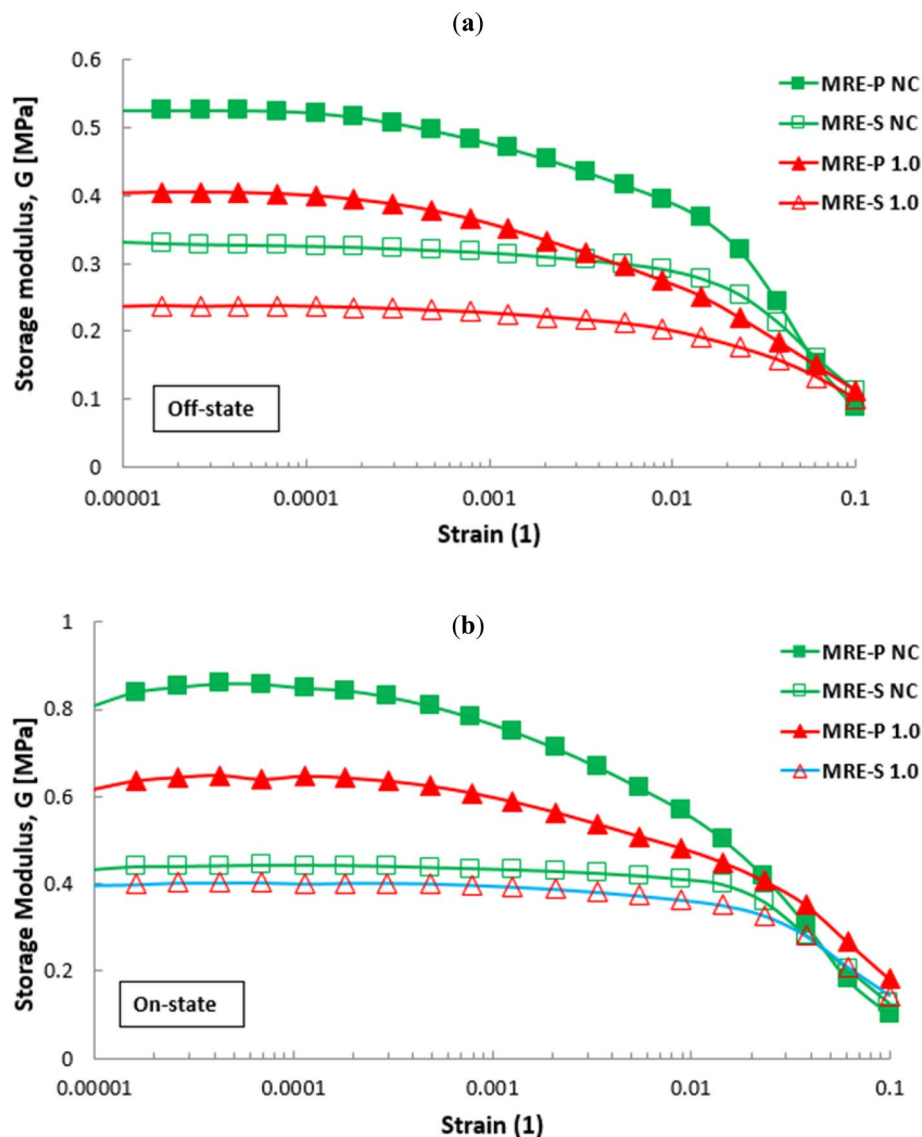 (a)
Storage modulus, G [MPa]
0.6
0.5
0.4
0.3
0.2
0.1
0
MRE-P NC
MRE-S NC
MRE-P 1.0
MRE-S 1.0
Off-state
0.00001
0.0001
0.001
0.01
0.1
Strain (1)
(b)
Storage Modulus, G [MPa]
1
0.8
0.6
0.4
0.2
0
MRE-P NC
MRE-S NC
MRE-P 1.0
MRE-S 1.0
On-state
0.00001
0.0001
0.001
0.01
0.1
Strain (1)